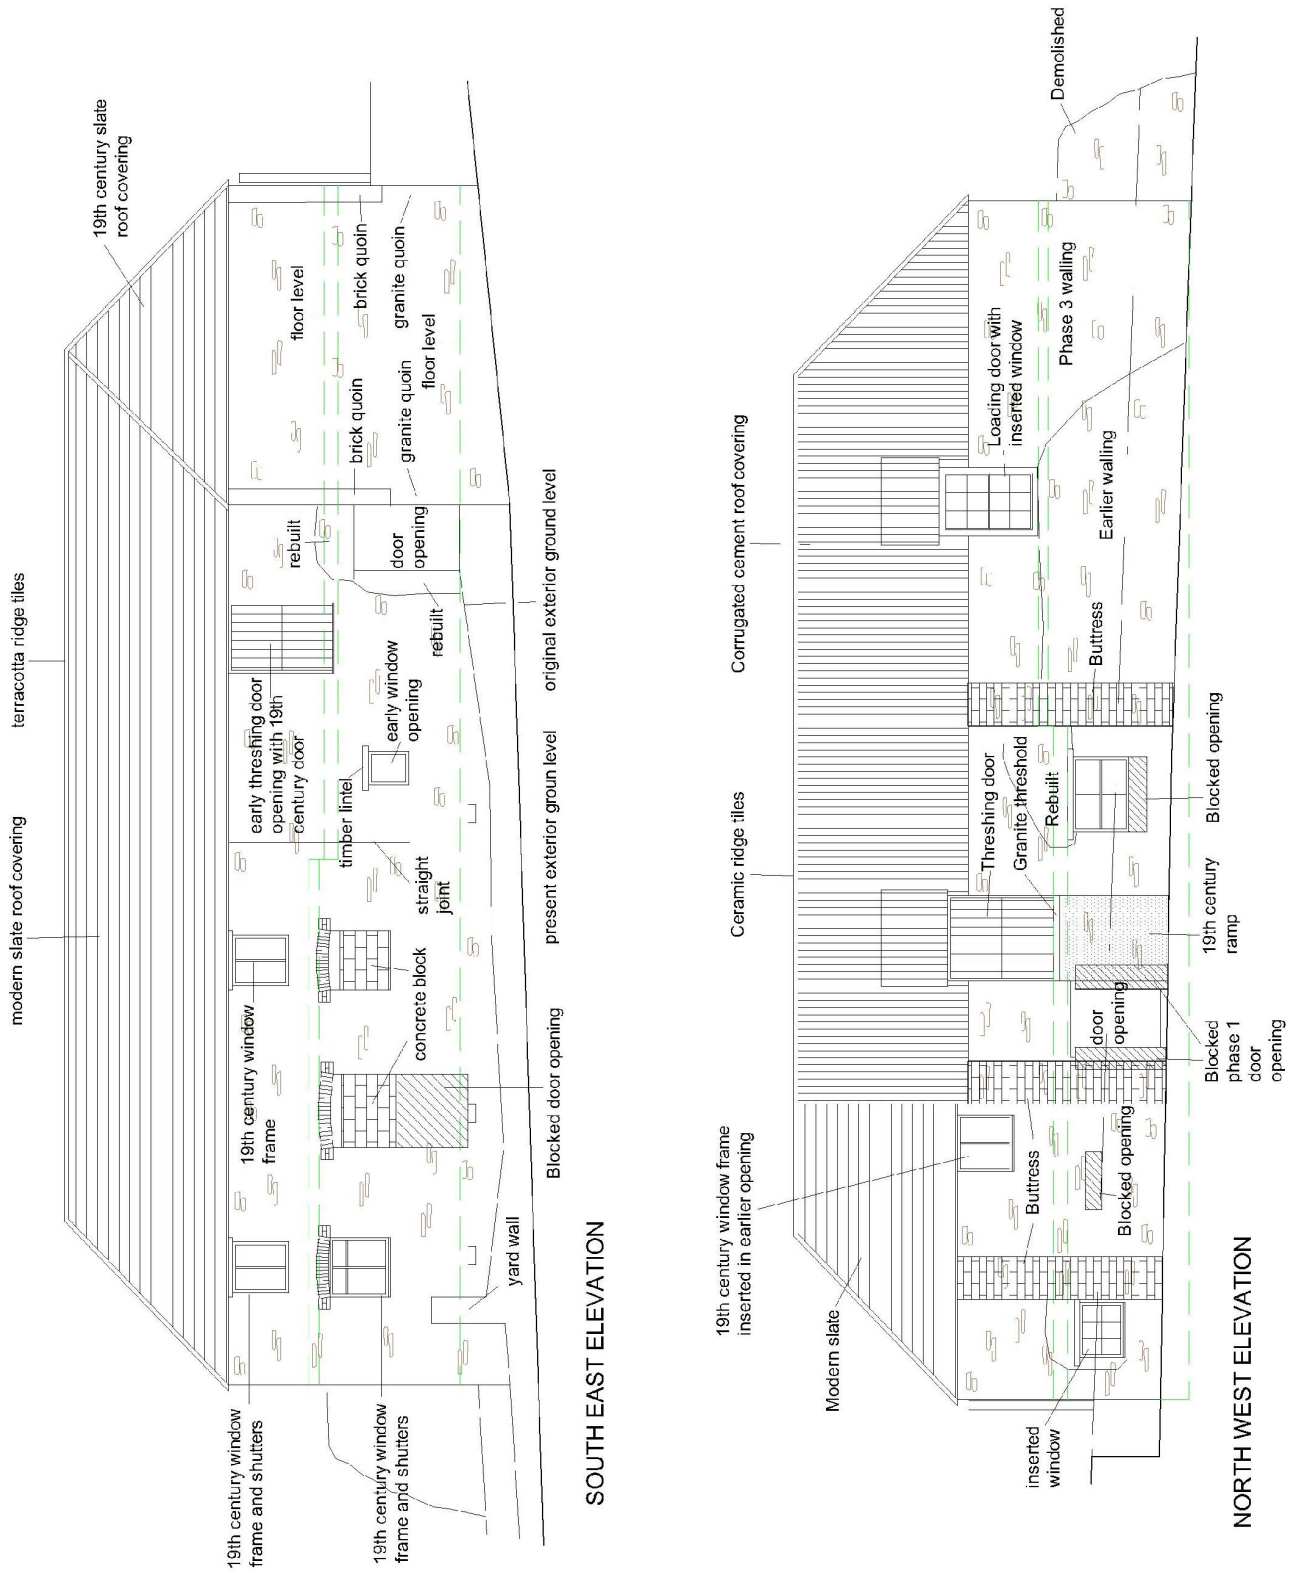 modern slate roof covering
terracotta ridge tiles
19th century slate
roof covering
19th century window
frame and shutters
19th century window
frame and shutters
19th century window
frame
concrete block
straight
joint
timber lintel
early threshing door
opening with 19th
century door
early window
opening
rebuilt
rebuilt
door
opening
floor level
brick quoin
brick quoin
granite quoin
granite quoin
floor level
yard wall
Blocked door opening
present exterior groun level
original exterior ground level
SOUTH EAST ELEVATION
19th century window frame
inserted in earlier opening
Ceramic ridge tiles
Corrugated cement roof covering
Modern slate
Demolished
inserted
window
Buttress
Blocked opening
door
opening
Threshing door
Granite threshold
Rebuilt
Buttress
Loading door with
inserted window
Earlier walling
Phase 3 walling
Blocked
phase 1
door
opening
19th century
ramp
Blocked opening
NORTH WEST ELEVATION